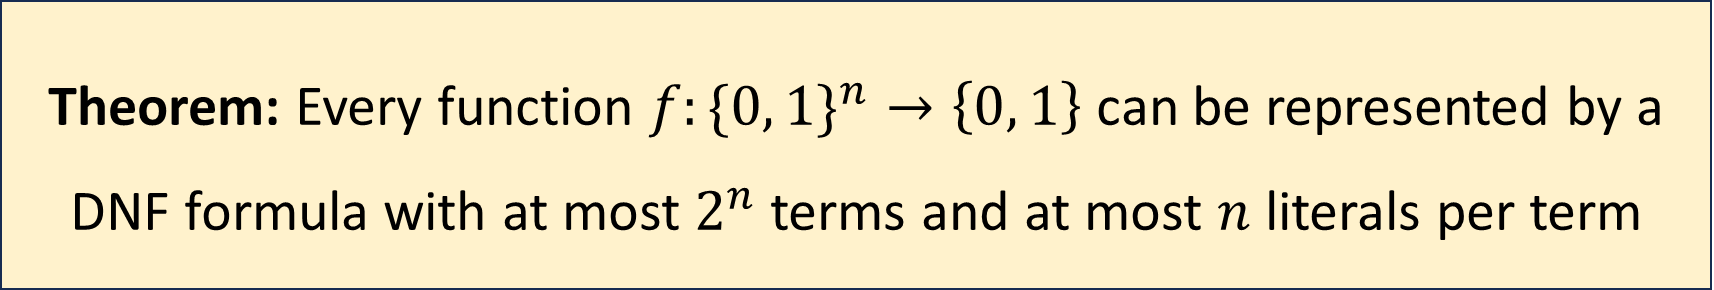 Theorem: Every function 𝑓: {0, 1}ⁿ → {0, 1} can be represented by a
DNF formula with at most 2ⁿ terms and at most 𝑛 literals per term